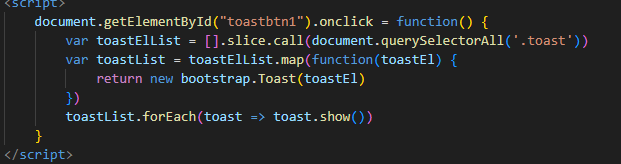 <script>
document.getElementById("toastbtn1").onclick = function() {
var toastElList = [].slice.call(document.querySelectorAll('.toast'))
var toastList = toastElList.map(function(toastEl) {
return new bootstrap.Toast(toastEl)
})
toastList.forEach(toast => toast.show())
}
</script>